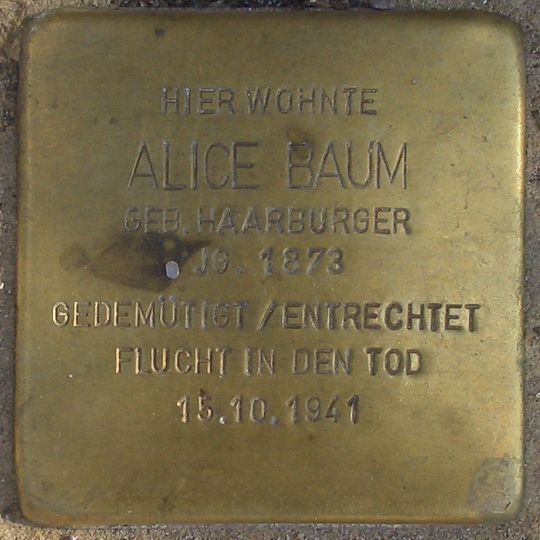 HIER WOHNTE
ALICE BAUM
GEB. HAARBURGER
JG. 1873
GEDEMÜTIGT / ENTRECHTET
FLUCHT IN DEN TOD
15.10.1941